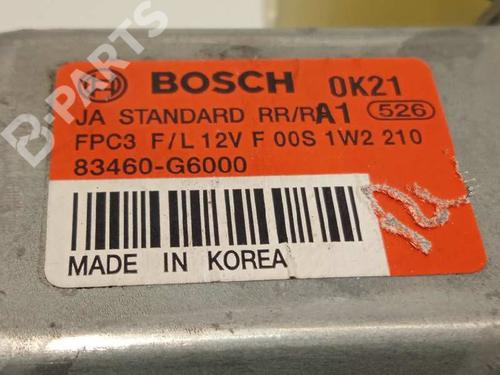 BOSCH 0K21
JA STANDARD RR/RA1 526
FPC3 F/L 12V F 00S 1W2 210
83460-G6000
MADE IN KOREA
B-PARTS